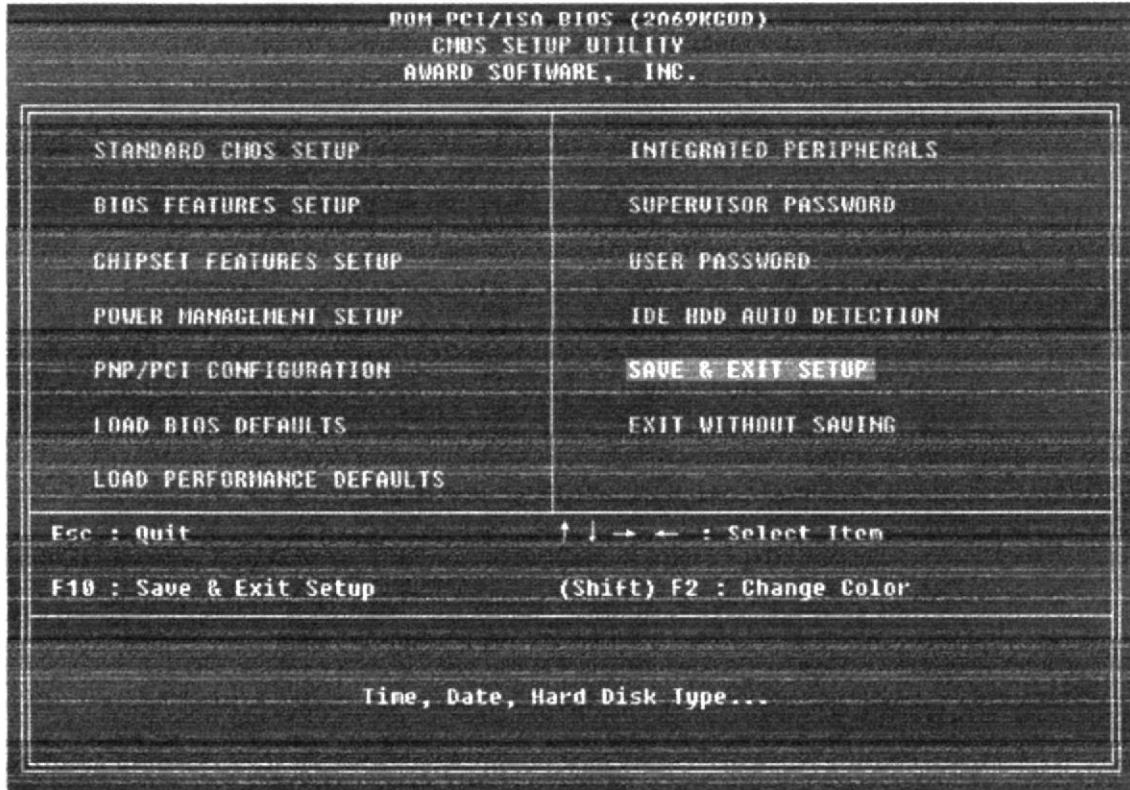 ROM PCI/ISA BIOS (2A69KGOD)
CMOS SETUP UTILITY
AWARD SOFTWARE, INC.
STANDARD CMOS SETUP
BIOS FEATURES SETUP
CHIPSET FEATURES SETUP
POWER MANAGEMENT SETUP
PNP/PCI CONFIGURATION
LOAD BIOS DEFAULTS
LOAD PERFORMANCE DEFAULTS
INTEGRATED PERIPHERALS
SUPERVISOR PASSWORD
USER PASSWORD
IDE HDD AUTO DETECTION
SAVE & EXIT SETUP
EXIT WITHOUT SAVING
Esc : Quit
↑ ↓ → ← : Select Item
F10 : Save & Exit Setup
(Shift) F2 : Change Color
Time, Date, Hard Disk Type...